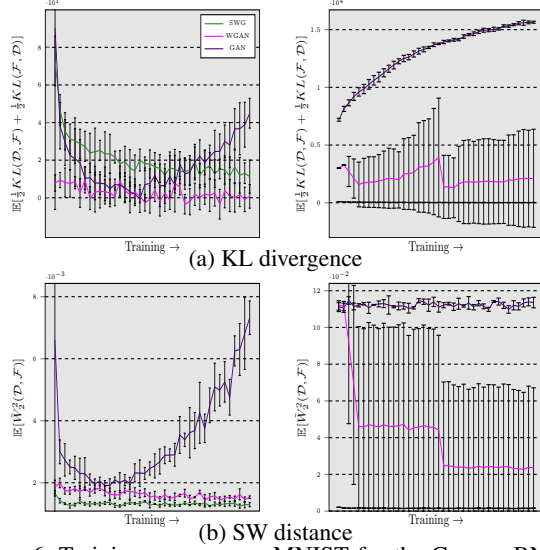 ·10¹
8
6
4
2
0
SWG
WGAN
GAN
𝔼[½KL(𝒟,ℱ) + ½KL(ℱ,𝒟)]
Training →
·10⁴
1.5
1
0.5
0
𝔼[½KL(𝒟,ℱ) + ½KL(ℱ,𝒟)]
Training →
(a) KL divergence
·10⁻³
8
6
4
2
𝔼[W̃₂²(𝒟,ℱ)]
Training →
·10⁻²
12
10
8
6
4
2
0
𝔼[W̃₂²(𝒟,ℱ)]
Training →
(b) SW distance